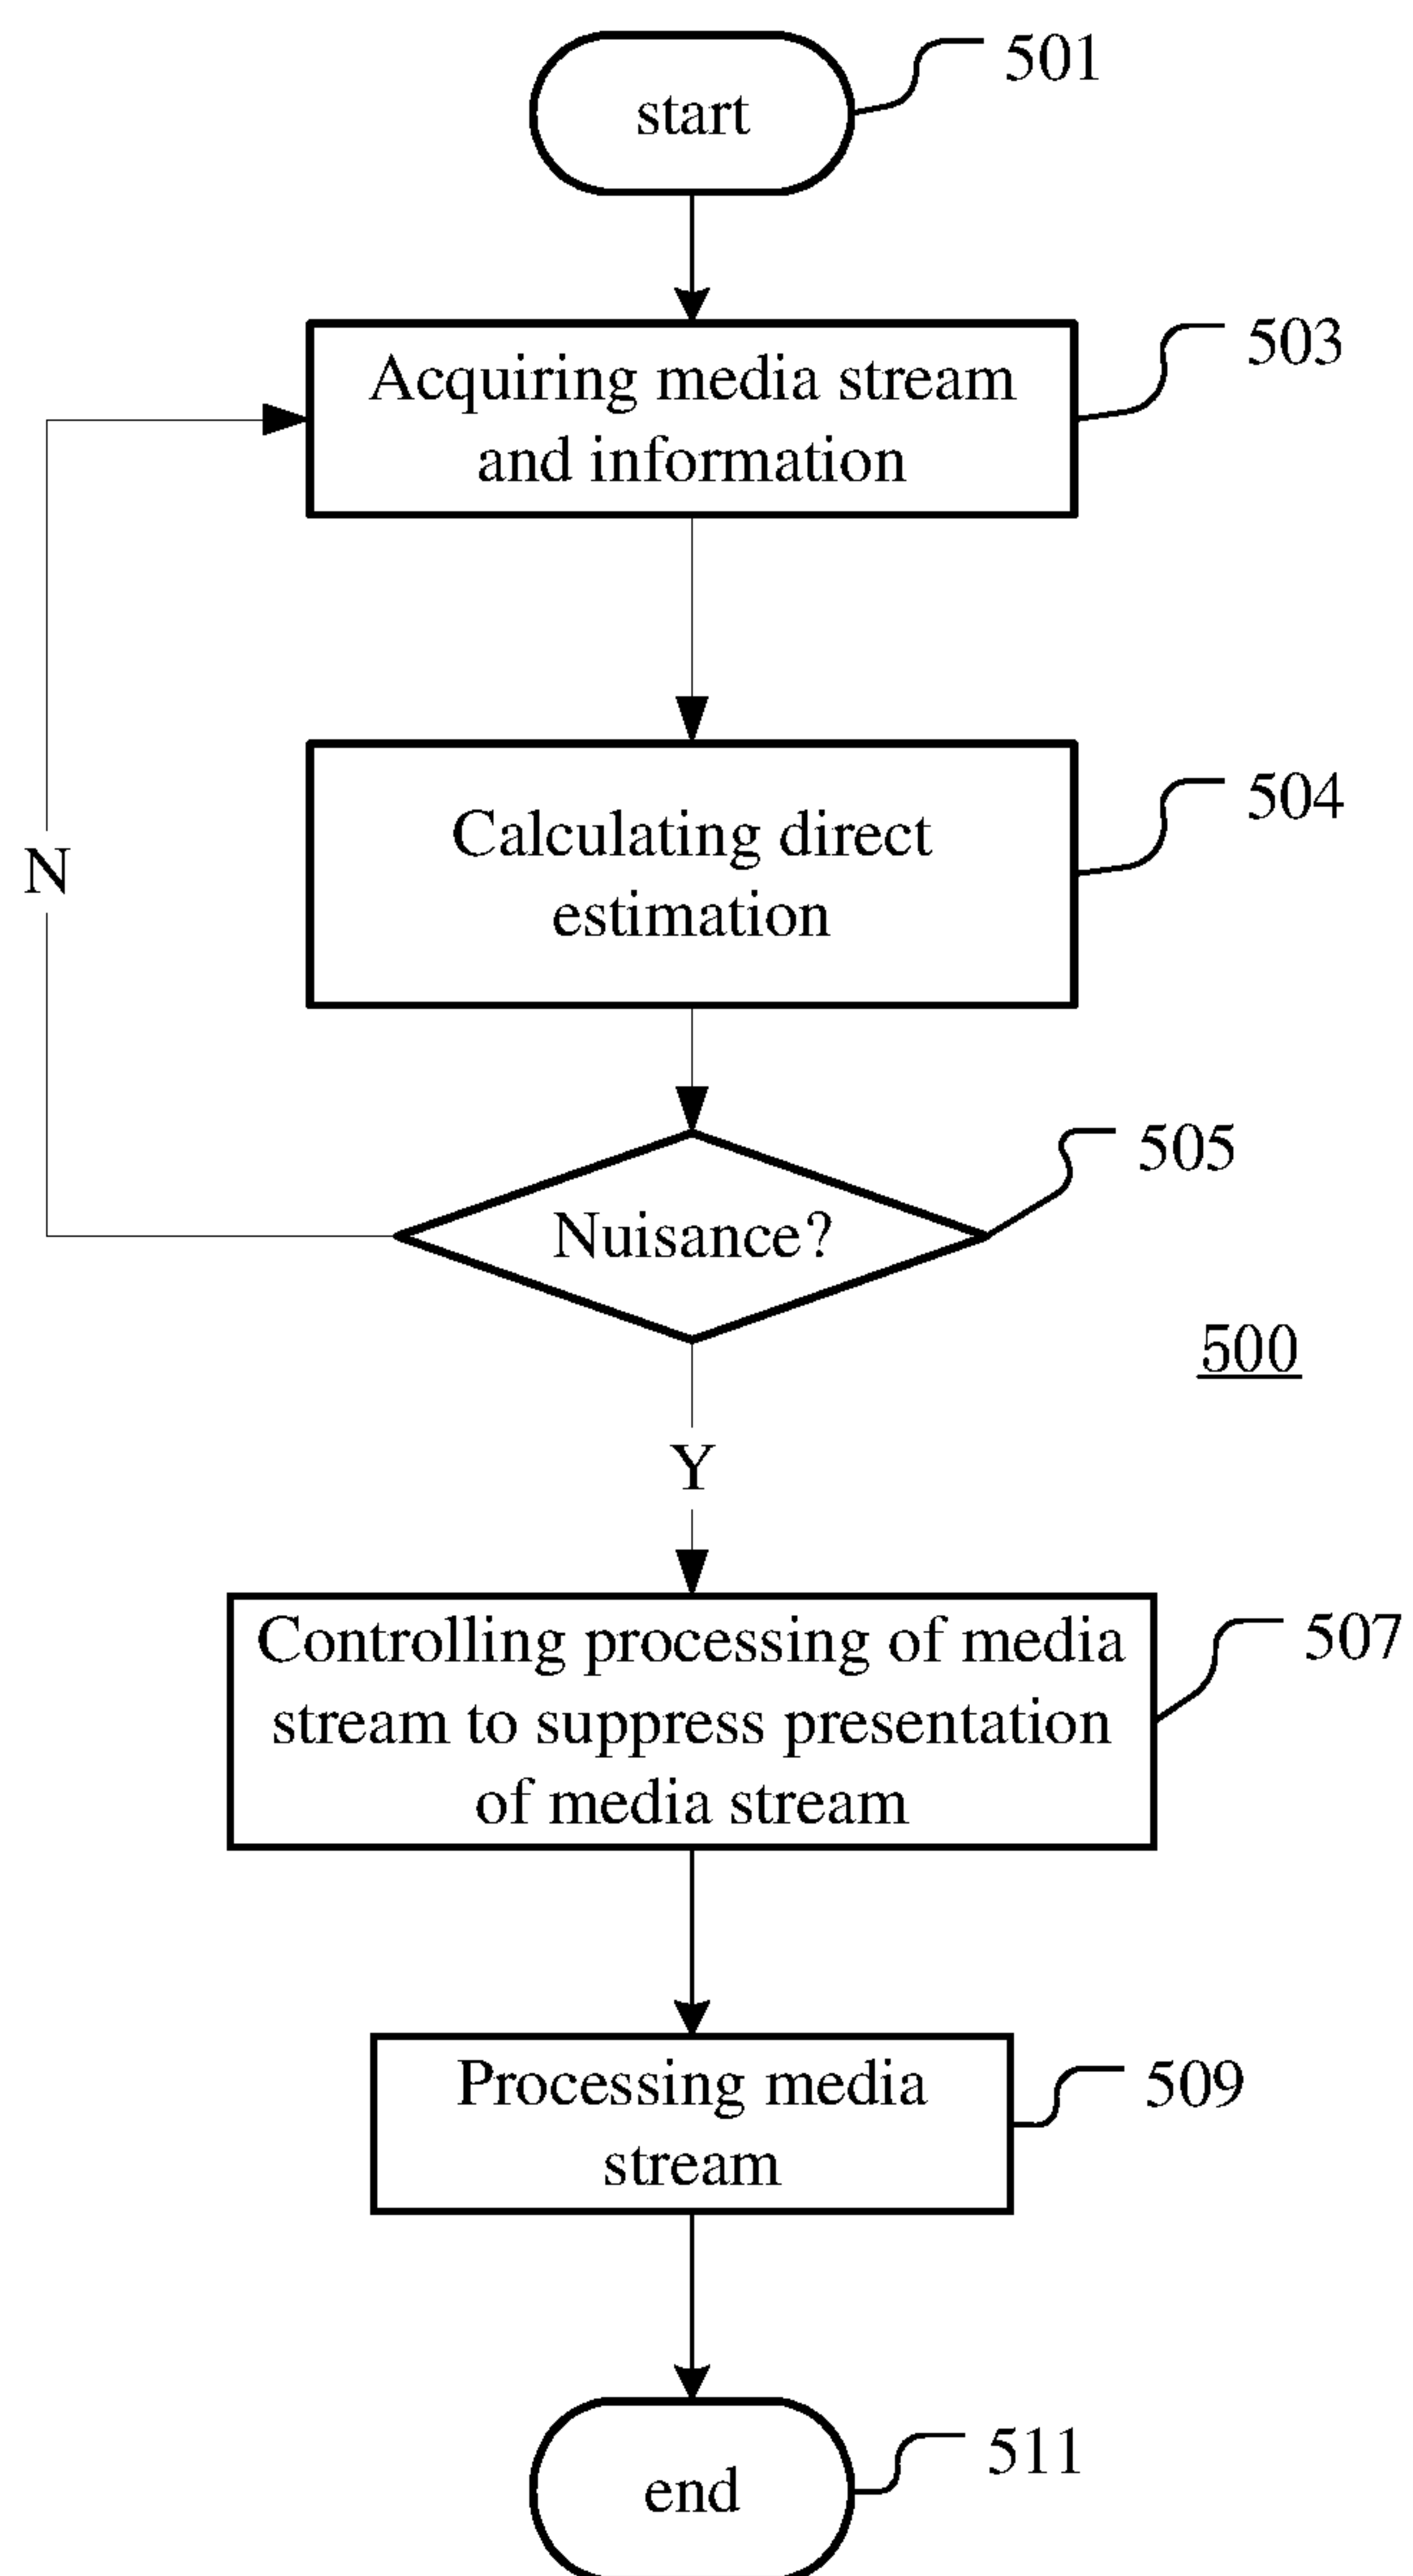 start
501
Acquiring media stream
and information
503
Calculating direct
estimation
504
N
Nuisance?
505
500
Y
Controlling processing of media
stream to suppress presentation
of media stream
507
Processing media
stream
509
end
511